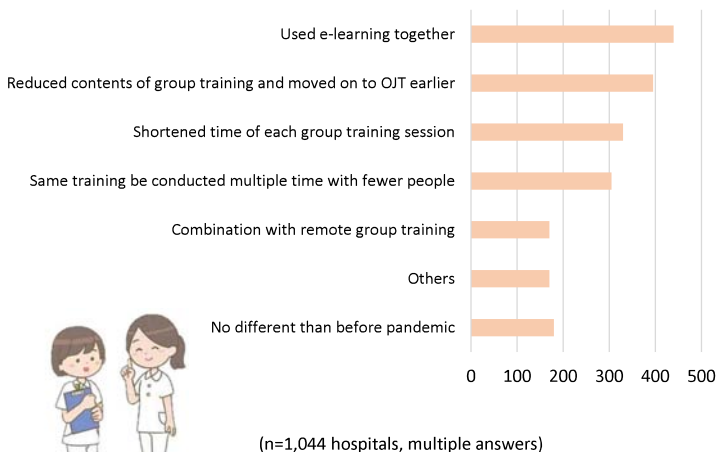 Used e-learning together
Reduced contents of group training and moved on to OJT earlier
Shortened time of each group training session
Same training be conducted multiple time with fewer people
Combination with remote group training
Others
No different than before pandemic
0 100 200 300 400 500
(n=1,044 hospitals, multiple answers)